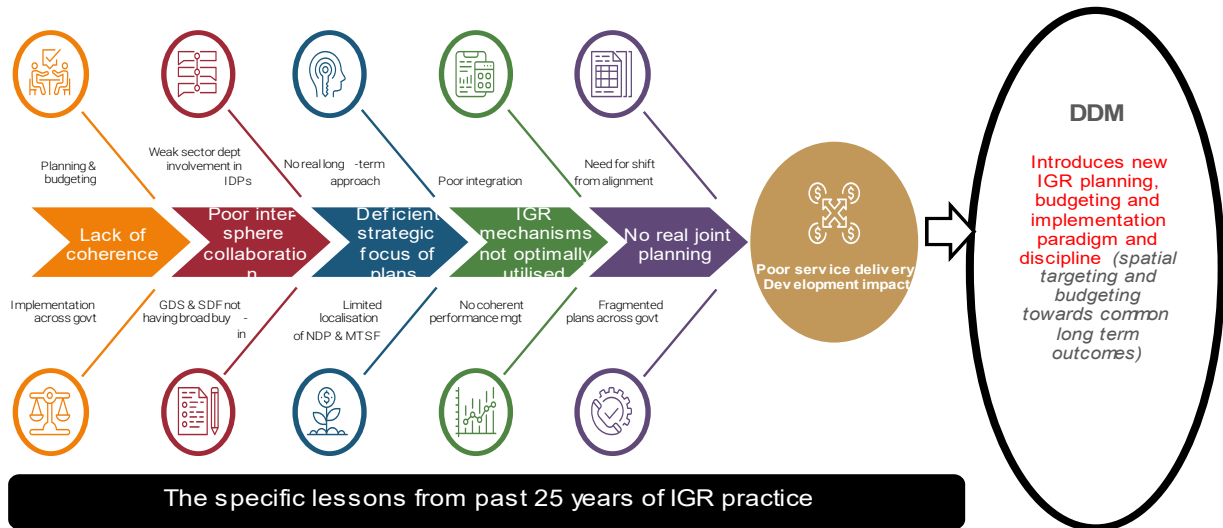 Planning &
budgeting
Weak sector dept
involvement in
IDPs
No real long -term
approach
Poor integration
Need for shift
from alignment
Lack of
coherence
Poor inter-
sphere
collaboratio
n
Deficient
strategic
focus of
plans
IGR
mechanisms
not optimally
utilised
No real joint
planning
Implementation
across govt
GDS & SDF not
having broad buy -
in
Limited
localisation
of NDP & MTSF
No coherent
performance mgt
Fragmented
plans across govt
Poor service delivery
Development impact
DDM
Introduces new
IGR planning,
budgeting and
implementation
paradigm and
discipline (spatial
targeting and
budgeting
towards common
long term
outcomes)
The specific lessons from past 25 years of IGR practice